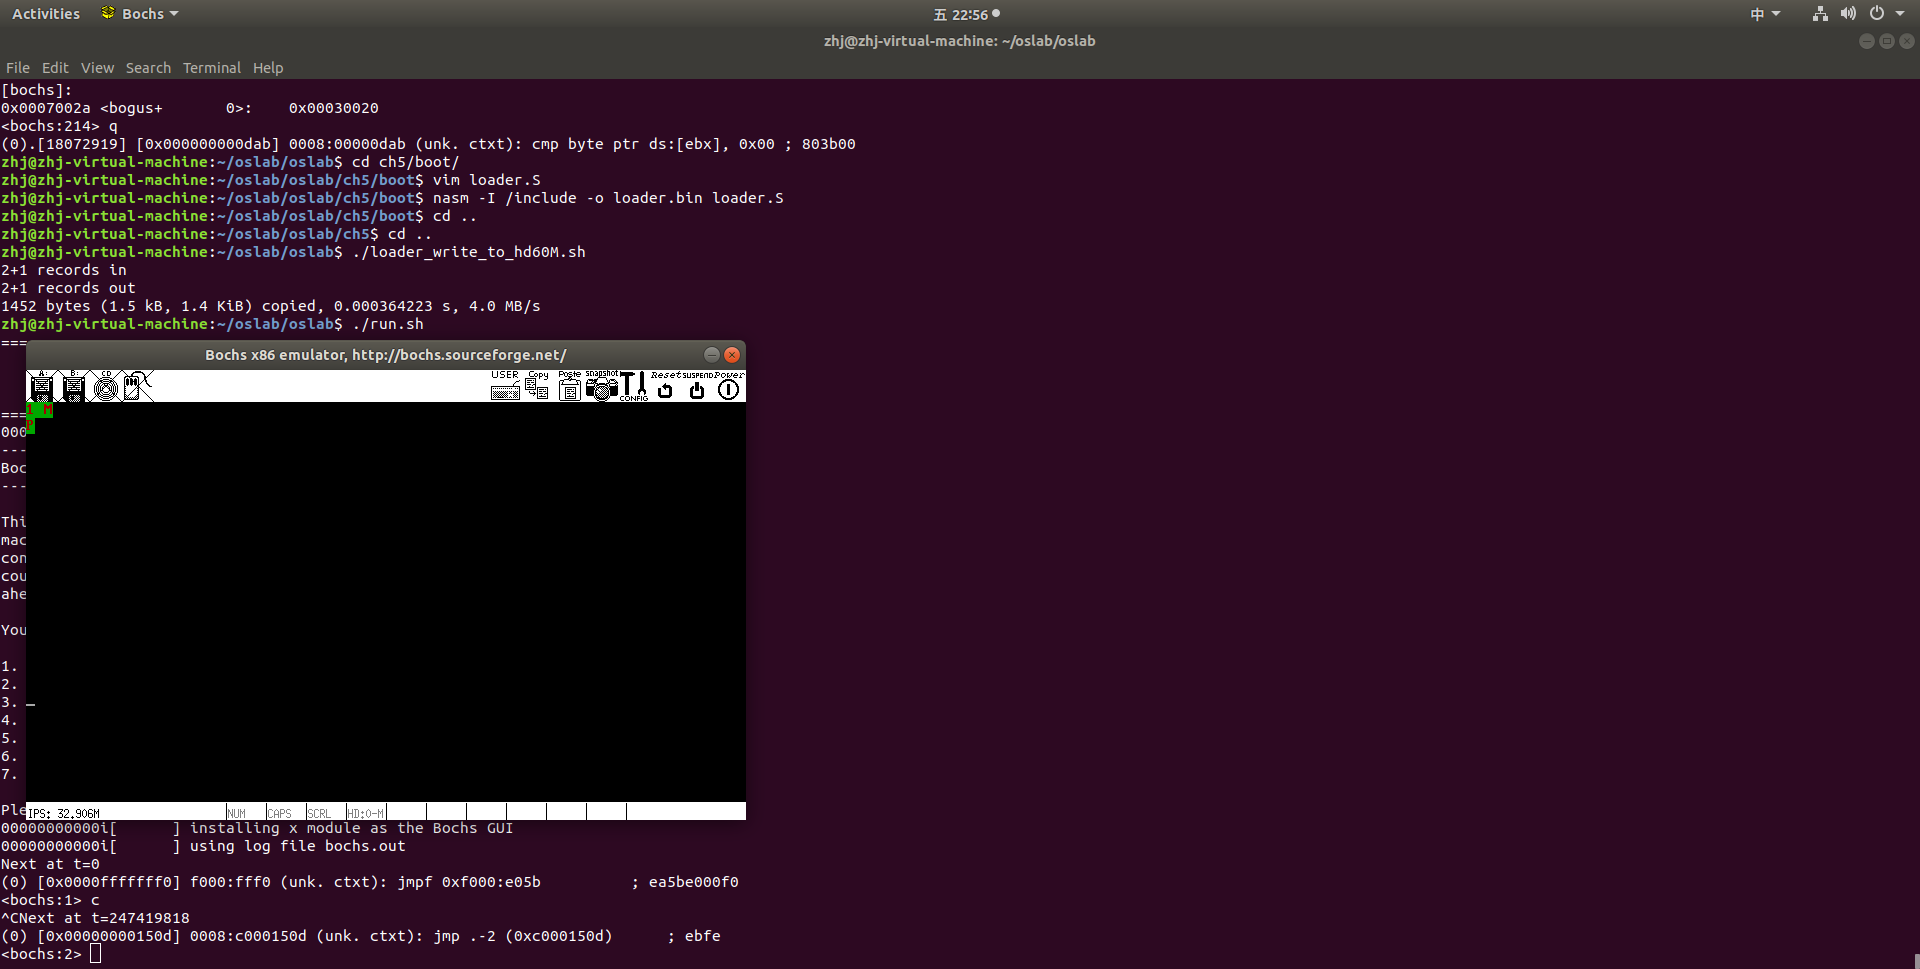 Activities Bochs 五 22:56 中
zhj@zhj-virtual-machine: ~/oslab/oslab
File Edit View Search Terminal Help
[bochs]:
0x0007002a <bogus+       0>:    0x00030020
<bochs:214> q
(0).[18072919] [0x000000000dab] 0008:00000dab (unk. ctxt): cmp byte ptr ds:[ebx], 0x00 ; 803b00
zhj@zhj-virtual-machine:~/oslab/oslab$ cd ch5/boot/
zhj@zhj-virtual-machine:~/oslab/oslab/ch5/boot$ vim loader.S
zhj@zhj-virtual-machine:~/oslab/oslab/ch5/boot$ nasm -I /include -o loader.bin loader.S
zhj@zhj-virtual-machine:~/oslab/oslab/ch5/boot$ cd ..
zhj@zhj-virtual-machine:~/oslab/oslab/ch5$ cd ..
zhj@zhj-virtual-machine:~/oslab/oslab$ ./loader_write_to_hd60M.sh
2+1 records in
2+1 records out
1452 bytes (1.5 kB, 1.4 KiB) copied, 0.000364223 s, 4.0 MB/s
zhj@zhj-virtual-machine:~/oslab/oslab$ ./run.sh
===
Bochs x86 emulator, http://bochs.sourceforge.net/
A: B: CD USER Copy Paste snapshot CONFIG Reset SUSPEND Power
1 M
P
===
000
---
Boc
---
Thi
mac
con
cou
ahe
You
1.
2.
3.
4.
5.
6.
7.
Ple
IPS: 32.906M NUM CAPS SCRL HD:0-M
00000000000i[      ] installing x module as the Bochs GUI
00000000000i[      ] using log file bochs.out
Next at t=0
(0) [0x0000fffffff0] f000:fff0 (unk. ctxt): jmpf 0xf000:e05b          ; ea5be000f0
<bochs:1> c
^CNext at t=247419818
(0) [0x00000000150d] 0008:c000150d (unk. ctxt): jmp .-2 (0xc000150d)      ; ebfe
<bochs:2>